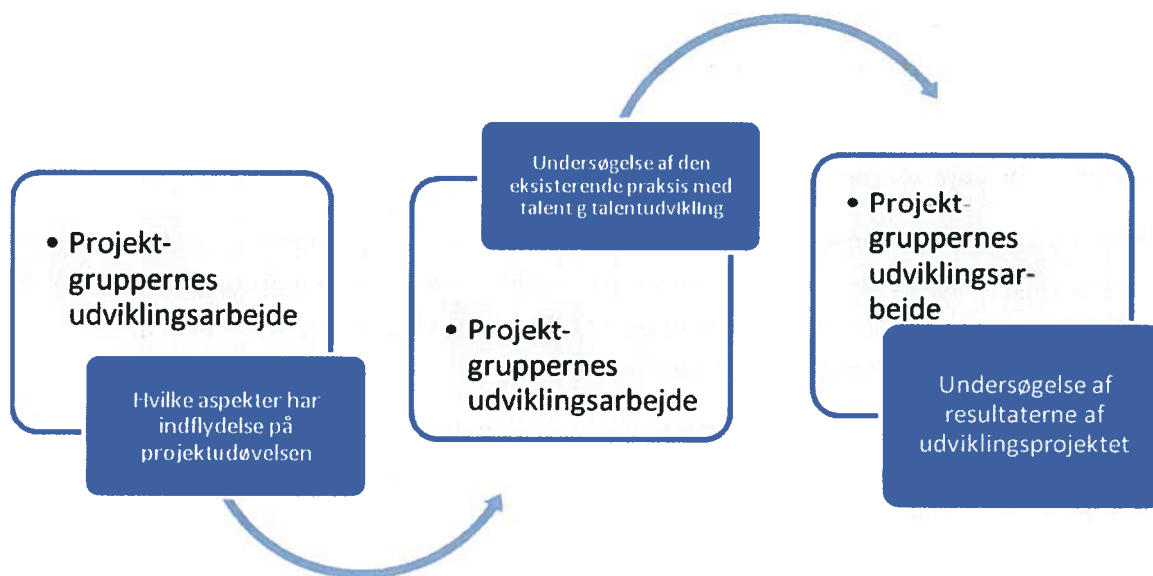 • Projekt-
gruppernes
udviklingsarbejde
Hvilke aspekter har
indflydelse på
projektudøvelsen
Undersøgelse af den
eksisterende praksis med
talent g talentudvikling
• Projekt-
gruppernes
udviklingsarbejde
• Projekt-
gruppernes
udviklingsar-
bejde
Undersøgelse af
resultaterne af
udviklingsprojektet